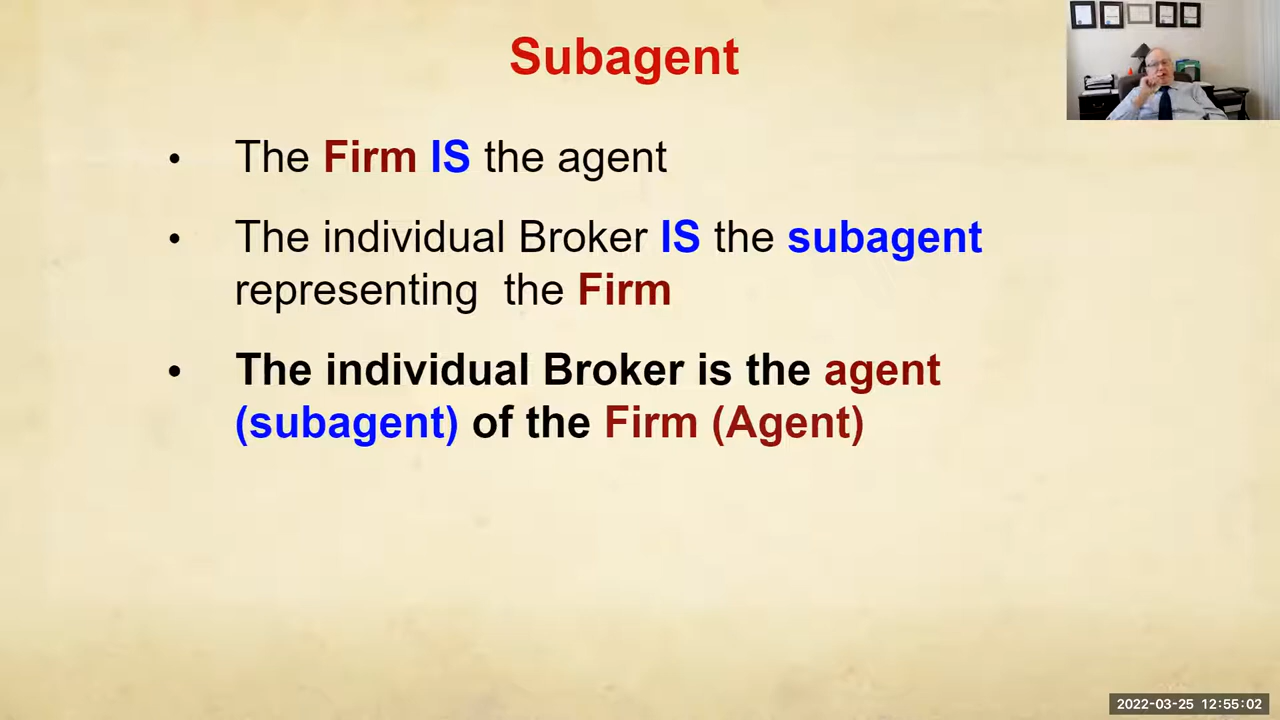 Subagent
• The Firm IS the agent
• The individual Broker IS the subagent
representing the Firm
• The individual Broker is the agent
(subagent) of the Firm (Agent)
2022-03-25 12:55:02